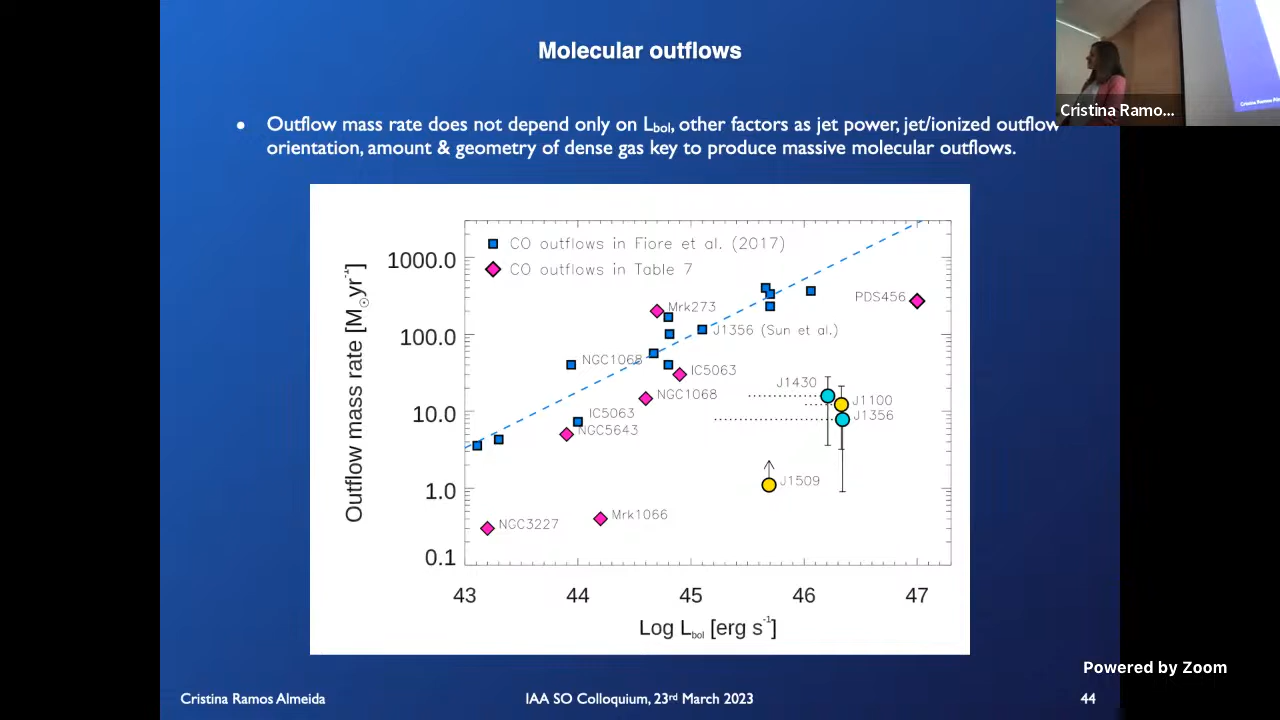 Molecular outflows
Cristina Ramo...
• Outflow mass rate does not depend only on Lbol, other factors as jet power, jet/ionized outflow
orientation, amount & geometry of dense gas key to produce massive molecular outflows.
CO outflows in Fiore et al. (2017)
CO outflows in Table 7
Outflow mass rate [M⊙yr-1]
1000.0
100.0
10.0
1.0
0.1
PDS456
Mrk273
J1356 (Sun et al.)
NGC1068
IC5063
J1430
NGC1068
J1100
IC5063
J1356
NGC5643
J1509
Mrk1066
NGC3227
43
44
45
46
47
Log Lbol [erg s-1]
Powered by Zoom
Cristina Ramos Almeida
IAA SO Colloquium, 23rd March 2023
44